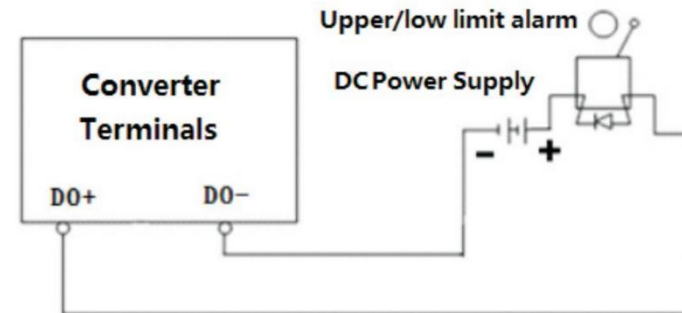 Upper/low limit alarm
Converter
Terminals
DC Power Supply
DO+
DO-
- +